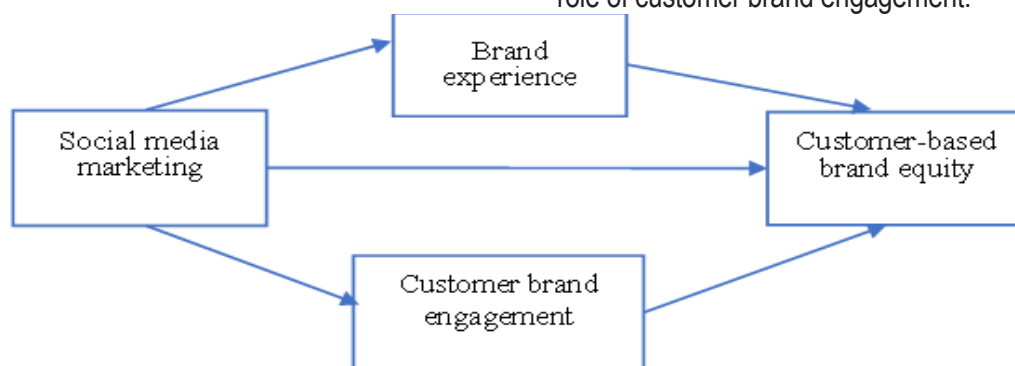 role of customer brand engagement.
Brand
experience
Social media
marketing
Customer-based
brand equity
Customer brand
engagement